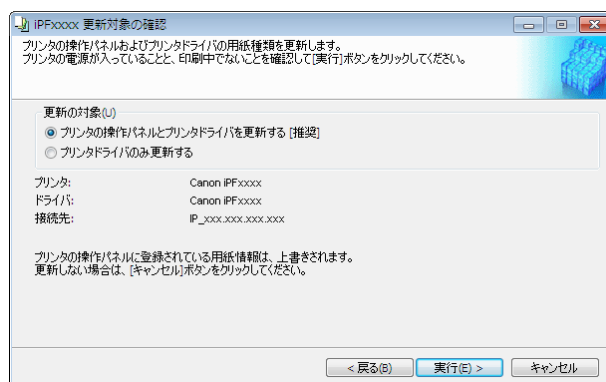 iPFxxxx 更新対象の確認
プリンタの操作パネルおよびプリンタドライバの用紙種類を更新します。
プリンタの電源が入っていることと、印刷中でないことを確認して[実行]ボタンをクリックしてください。
更新の対象(U)
プリンタの操作パネルとプリンタドライバを更新する [推奨]
プリンタドライバのみ更新する
プリンタ: Canon iPFxxxx
ドライバ: Canon iPFxxxx
接続先: IP_xxx.xxx.xxx.xxx
プリンタの操作パネルに登録されている用紙情報は、上書きされます。
更新しない場合は、[キャンセル]ボタンをクリックしてください。
< 戻る(B) 実行(E) > キャンセル